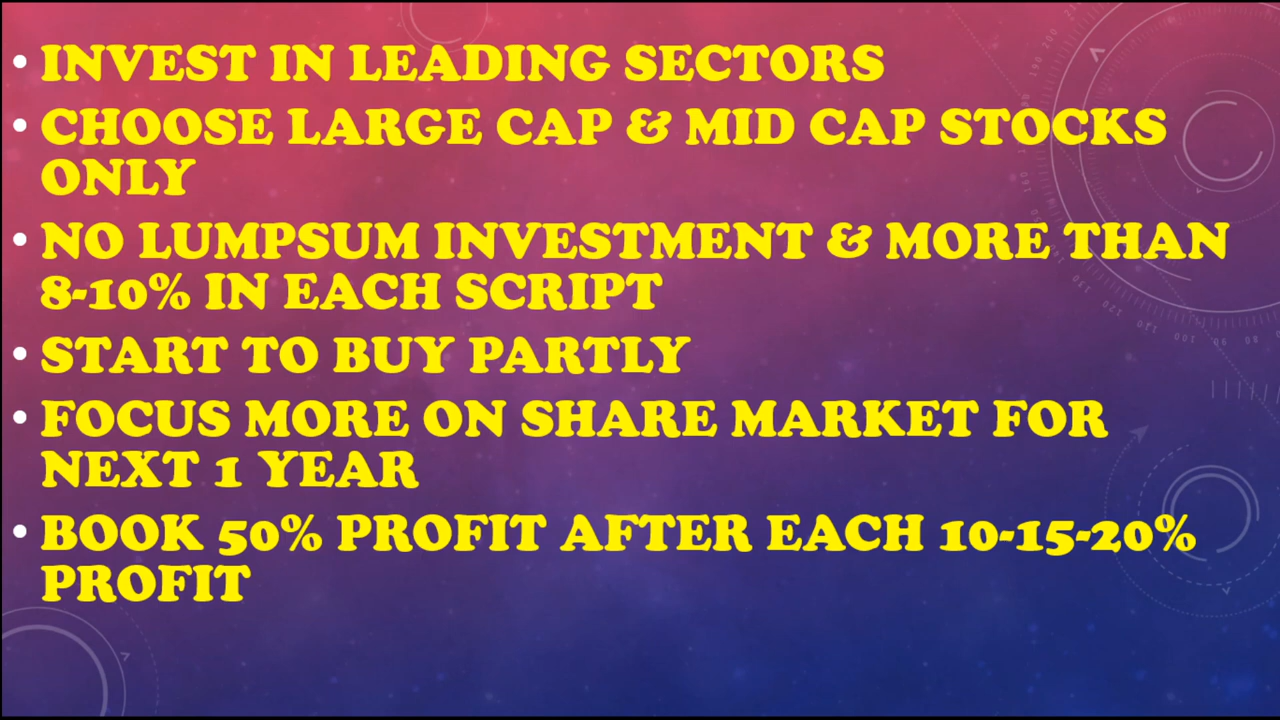 • INVEST IN LEADING SECTORS
• CHOOSE LARGE CAP & MID CAP STOCKS
ONLY
• NO LUMPSUM INVESTMENT & MORE THAN
8-10% IN EACH SCRIPT
• START TO BUY PARTLY
• FOCUS MORE ON SHARE MARKET FOR
NEXT 1 YEAR
• BOOK 50% PROFIT AFTER EACH 10-15-20%
PROFIT